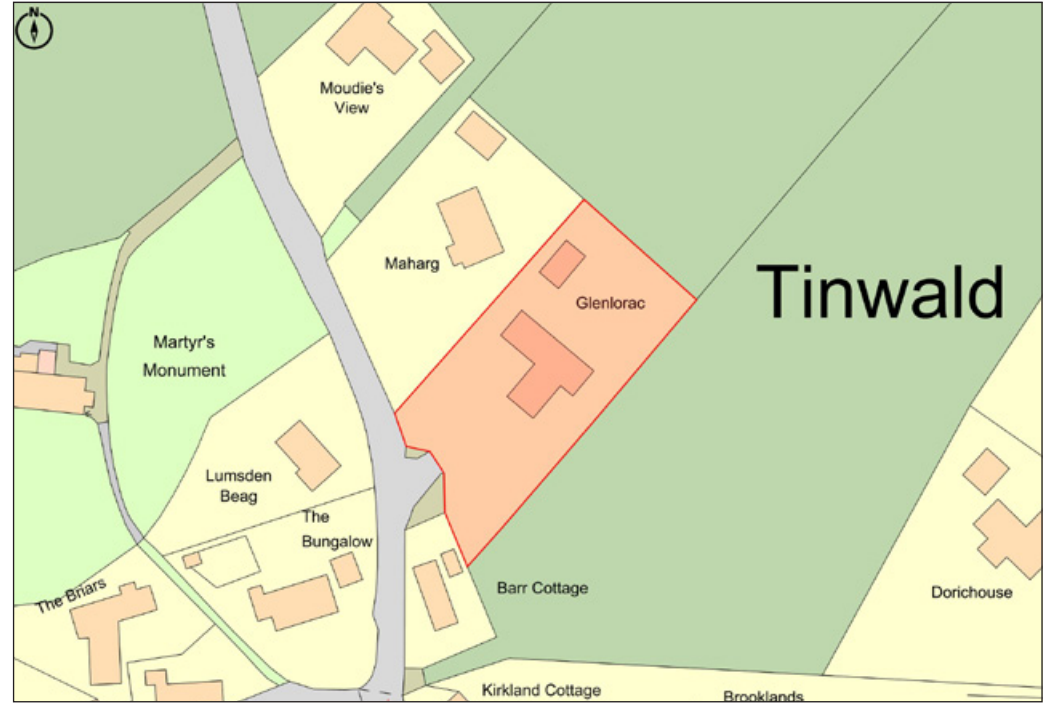 N
Moudie's
View
Maharg
Glenlorac
Tinwald
Martyr's
Monument
Lumsden
Beag
The
Bungalow
The Briars
Barr Cottage
Dorichouse
Kirkland Cottage
Brooklands